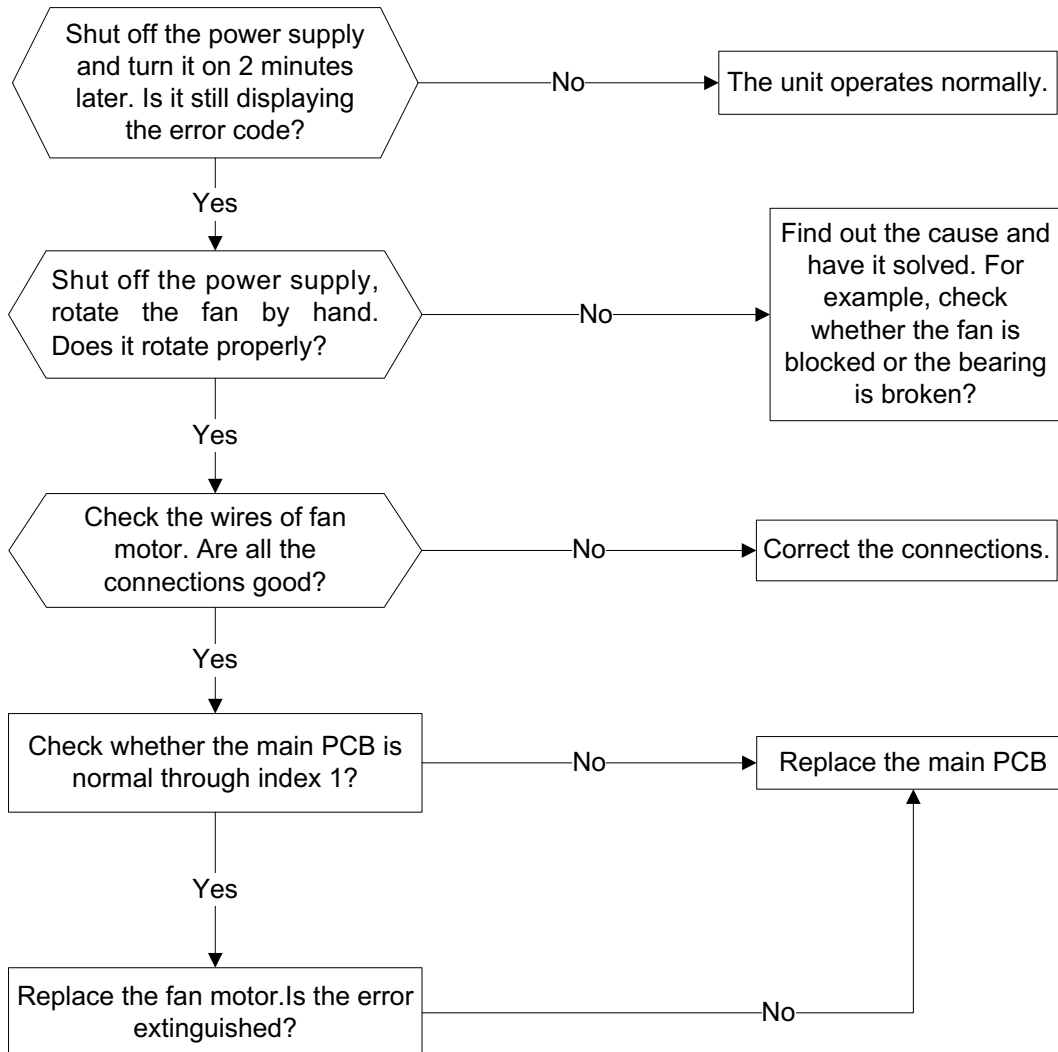 Shut off the power supply
and turn it on 2 minutes
later. Is it still displaying
the error code?
No
The unit operates normally.
Yes
Shut off the power supply,
rotate the fan by hand.
Does it rotate properly?
No
Find out the cause and
have it solved. For
example, check
whether the fan is
blocked or the bearing
is broken?
Yes
Check the wires of fan
motor. Are all the
connections good?
No
Correct the connections.
Yes
Check whether the main PCB is
normal through index 1?
No
Replace the main PCB
Yes
Replace the fan motor.Is the error
extinguished?
No